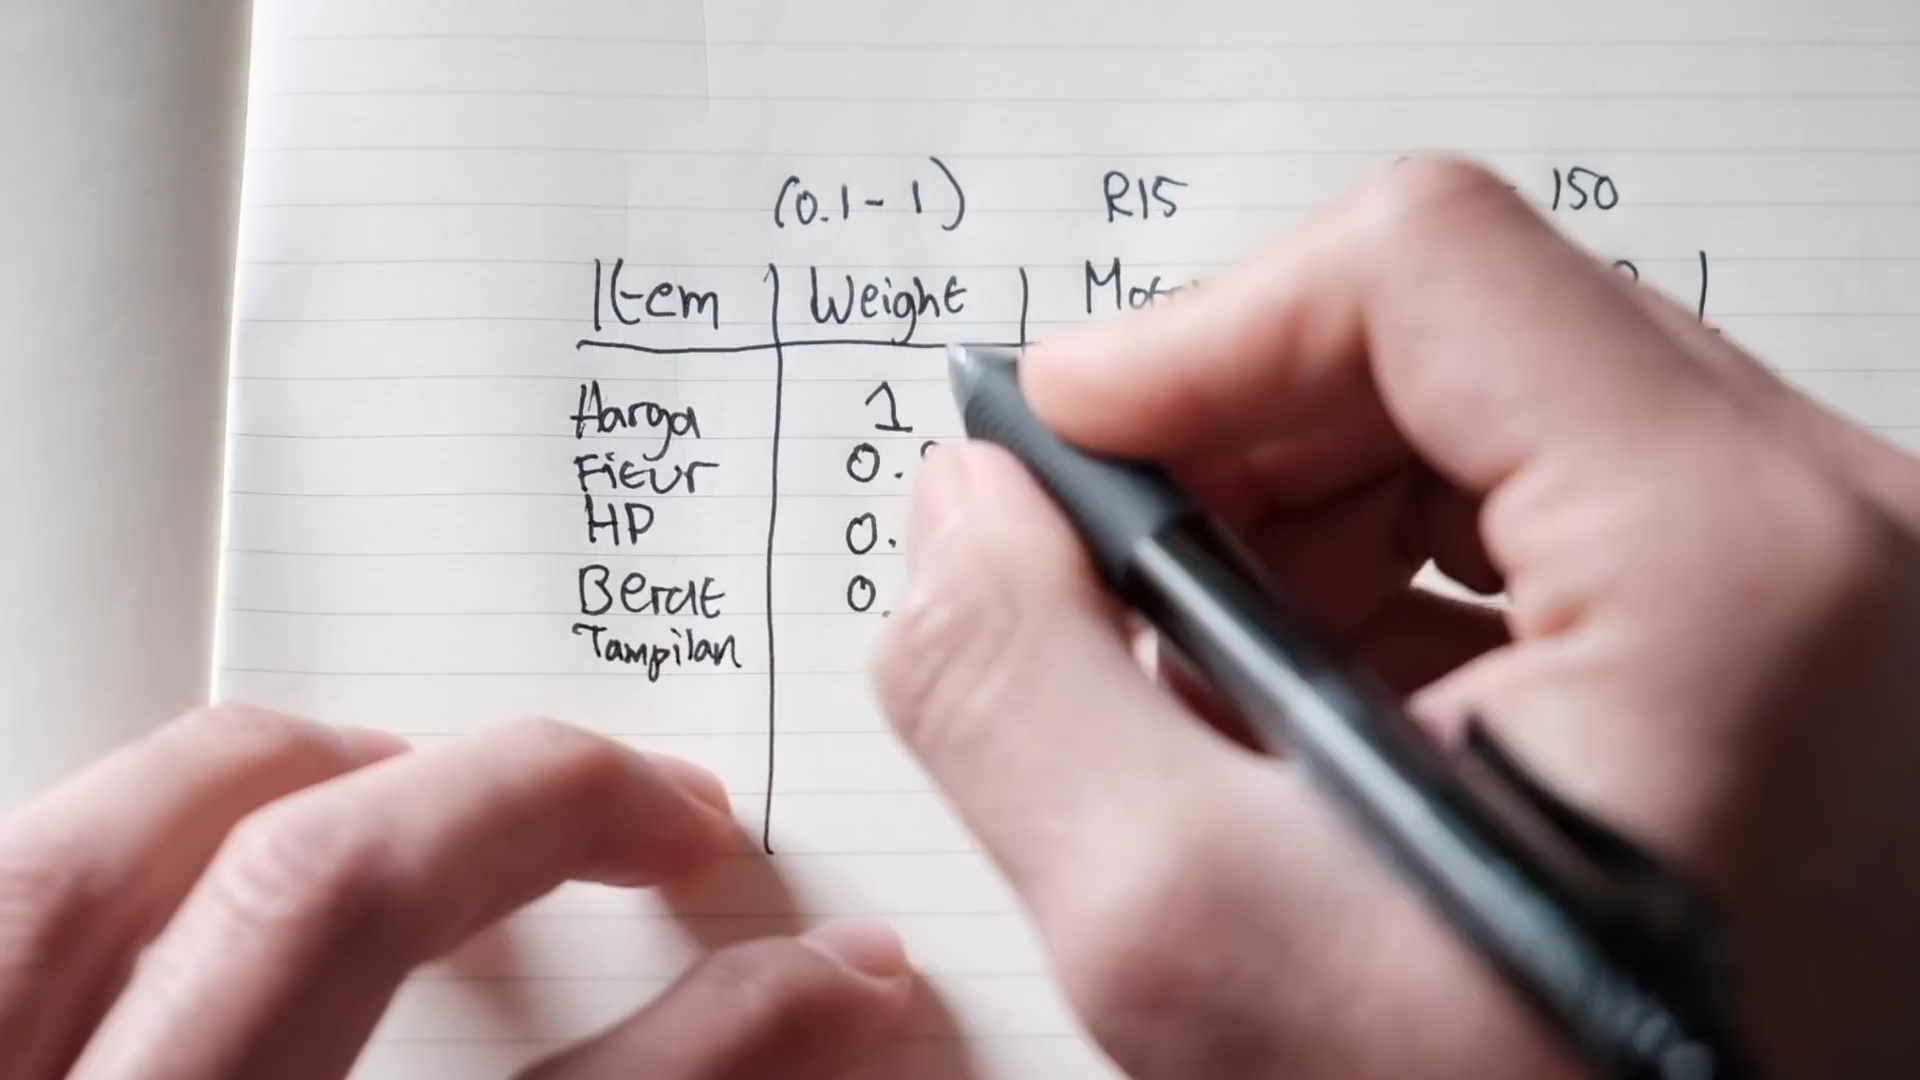 (0.1 - 1) R15 150
Item Weight
Harga 1
Fitur 0.
HP 0.
Berat 0.
Tampilan